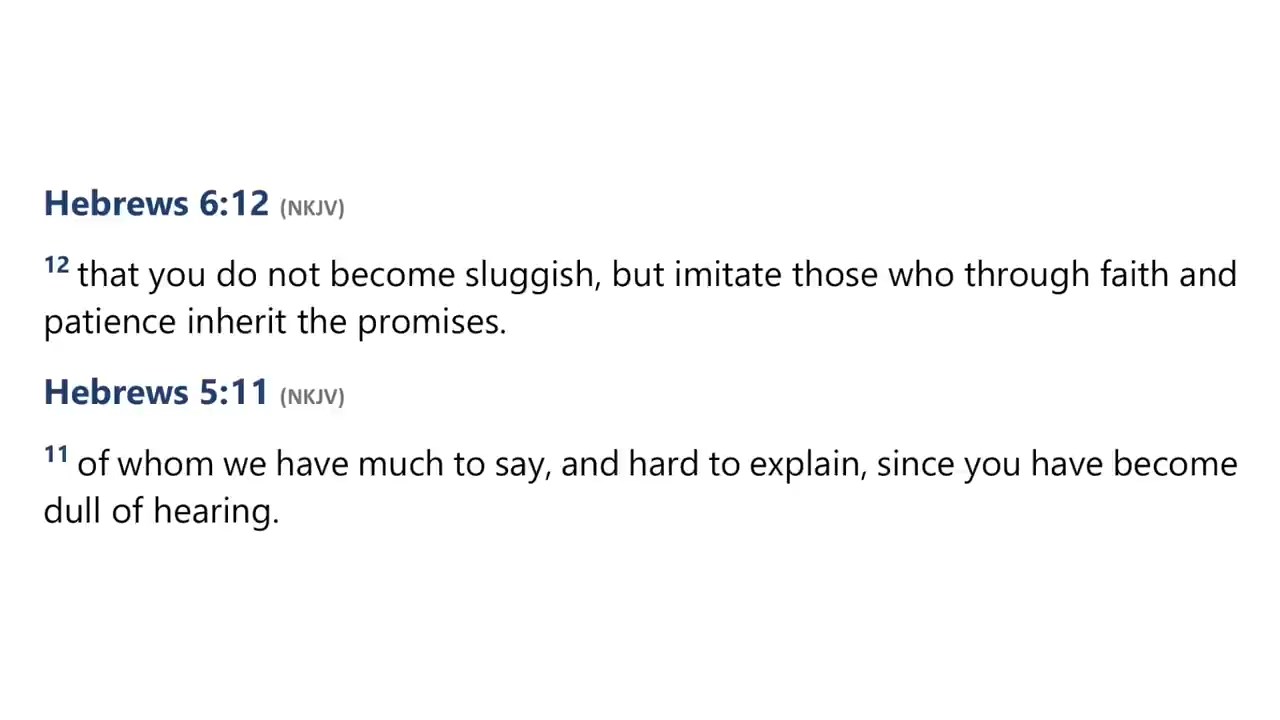 Hebrews 6:12 (NKJV)
12 that you do not become sluggish, but imitate those who through faith and
patience inherit the promises.
Hebrews 5:11 (NKJV)
11 of whom we have much to say, and hard to explain, since you have become
dull of hearing.